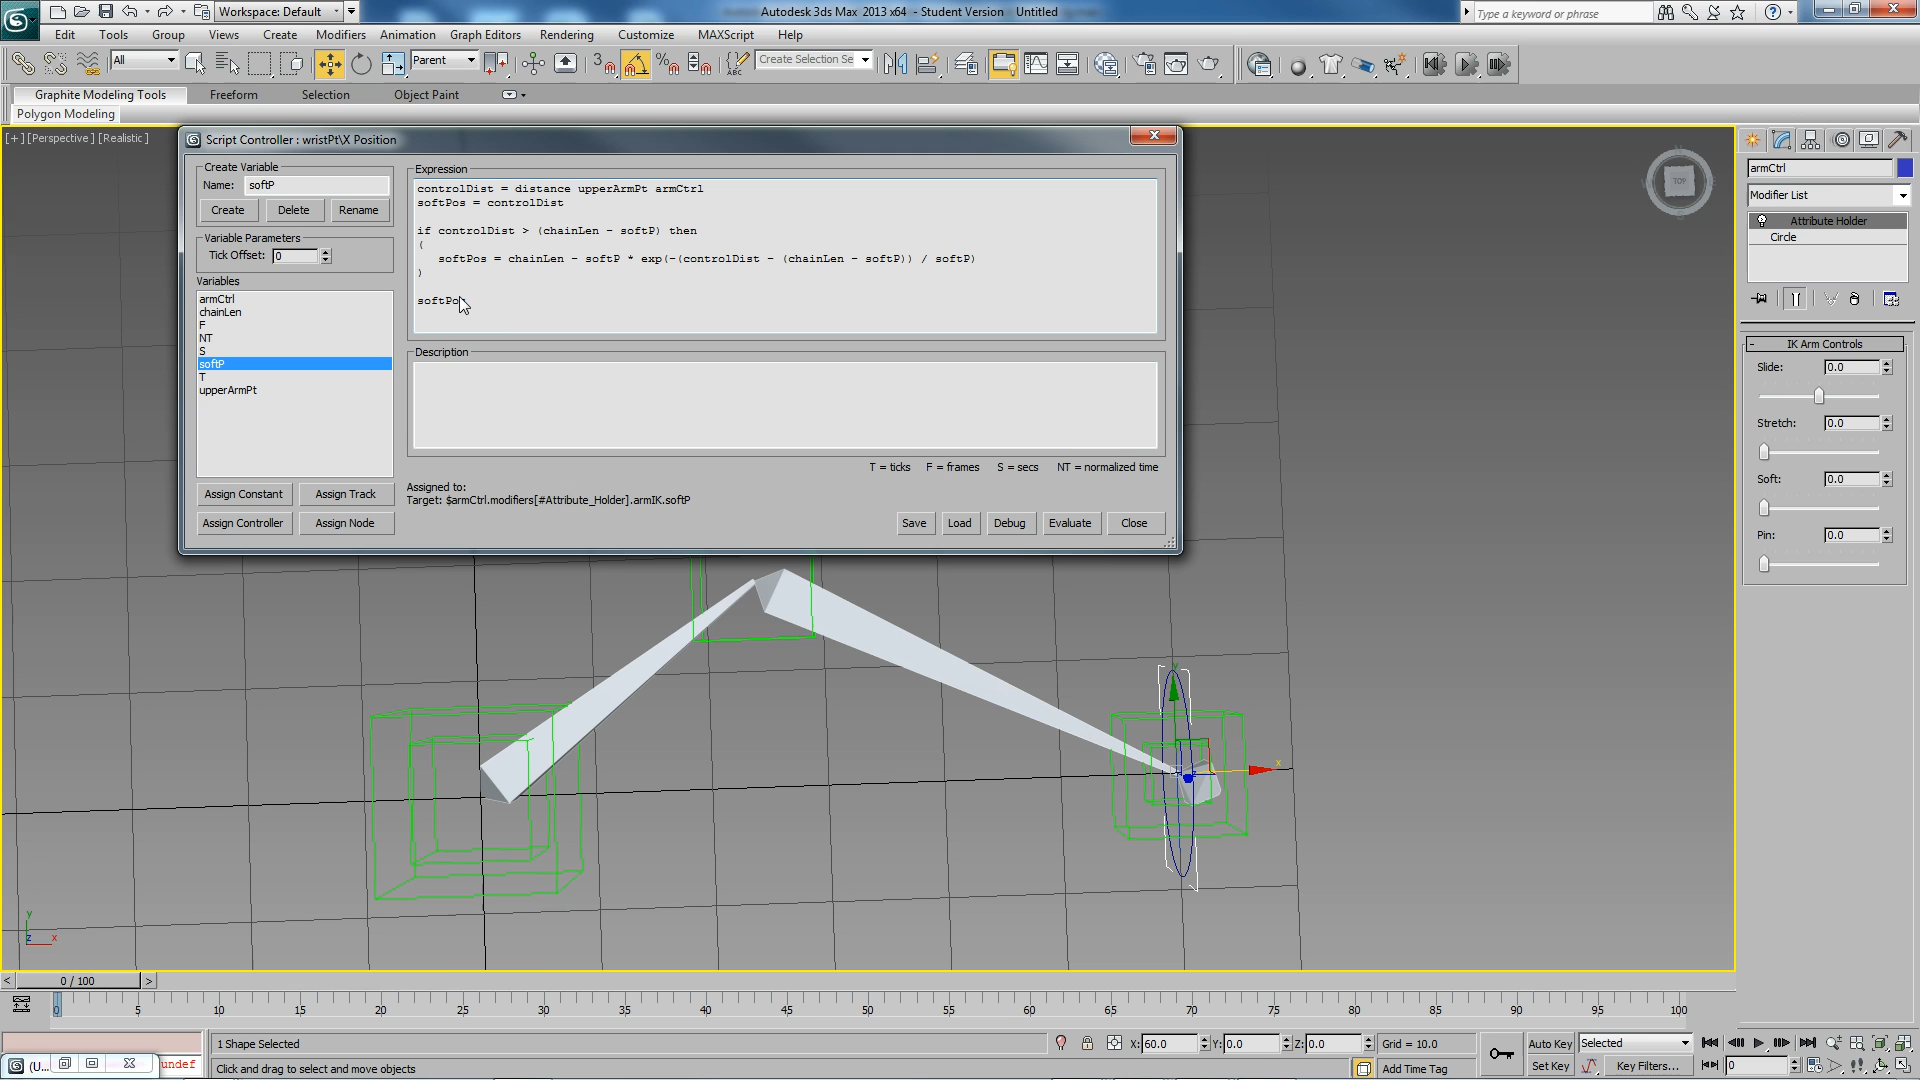 Workspace: Default
Autodesk 3ds Max 2013 x64 - Student Version Untitled
Type a keyword or phrase
Edit Tools Group Views Create Modifiers Animation Graph Editors Rendering Customize MAXScript Help
All
Parent
Create Selection Se
Graphite Modeling Tools Freeform Selection Object Paint
Polygon Modeling
[+] [Perspective] [Realistic]
Script Controller : wristPt\X Position
Create Variable
Name: softP
Create Delete Rename
Variable Parameters
Tick Offset: 0
Variables
armCtrl
chainLen
F
NT
S
softP
T
upperArmPt
Assign Constant Assign Track
Assign Controller Assign Node
Expression
controlDist = distance upperArmPt armCtrl
softPos = controlDist
if controlDist > (chainLen - softP) then
(
softPos = chainLen - softP * exp(-(controlDist - (chainLen - softP)) / softP)
)
softPos
Description
T = ticks F = frames S = secs NT = normalized time
Assigned to:
Target: $armCtrl.modifiers[#Attribute_Holder].armIK.softP
Save Load Debug Evaluate Close
TOP
armCtrl
Modifier List
Attribute Holder
Circle
- IK Arm Controls
Slide: 0.0
Stretch: 0.0
Soft: 0.0
Pin: 0.0
y
x
y
z x
< 0 / 100 >
0 5 10 15 20 25 30 35 40 45 50 55 60 65 70 75 80 85 90 95 100
1 Shape Selected
X: 60.0 Y: 0.0 Z: 0.0 Grid = 10.0
Auto Key Selected
(U...
undef
Click and drag to select and move objects
Add Time Tag
Set Key Key Filters...
0